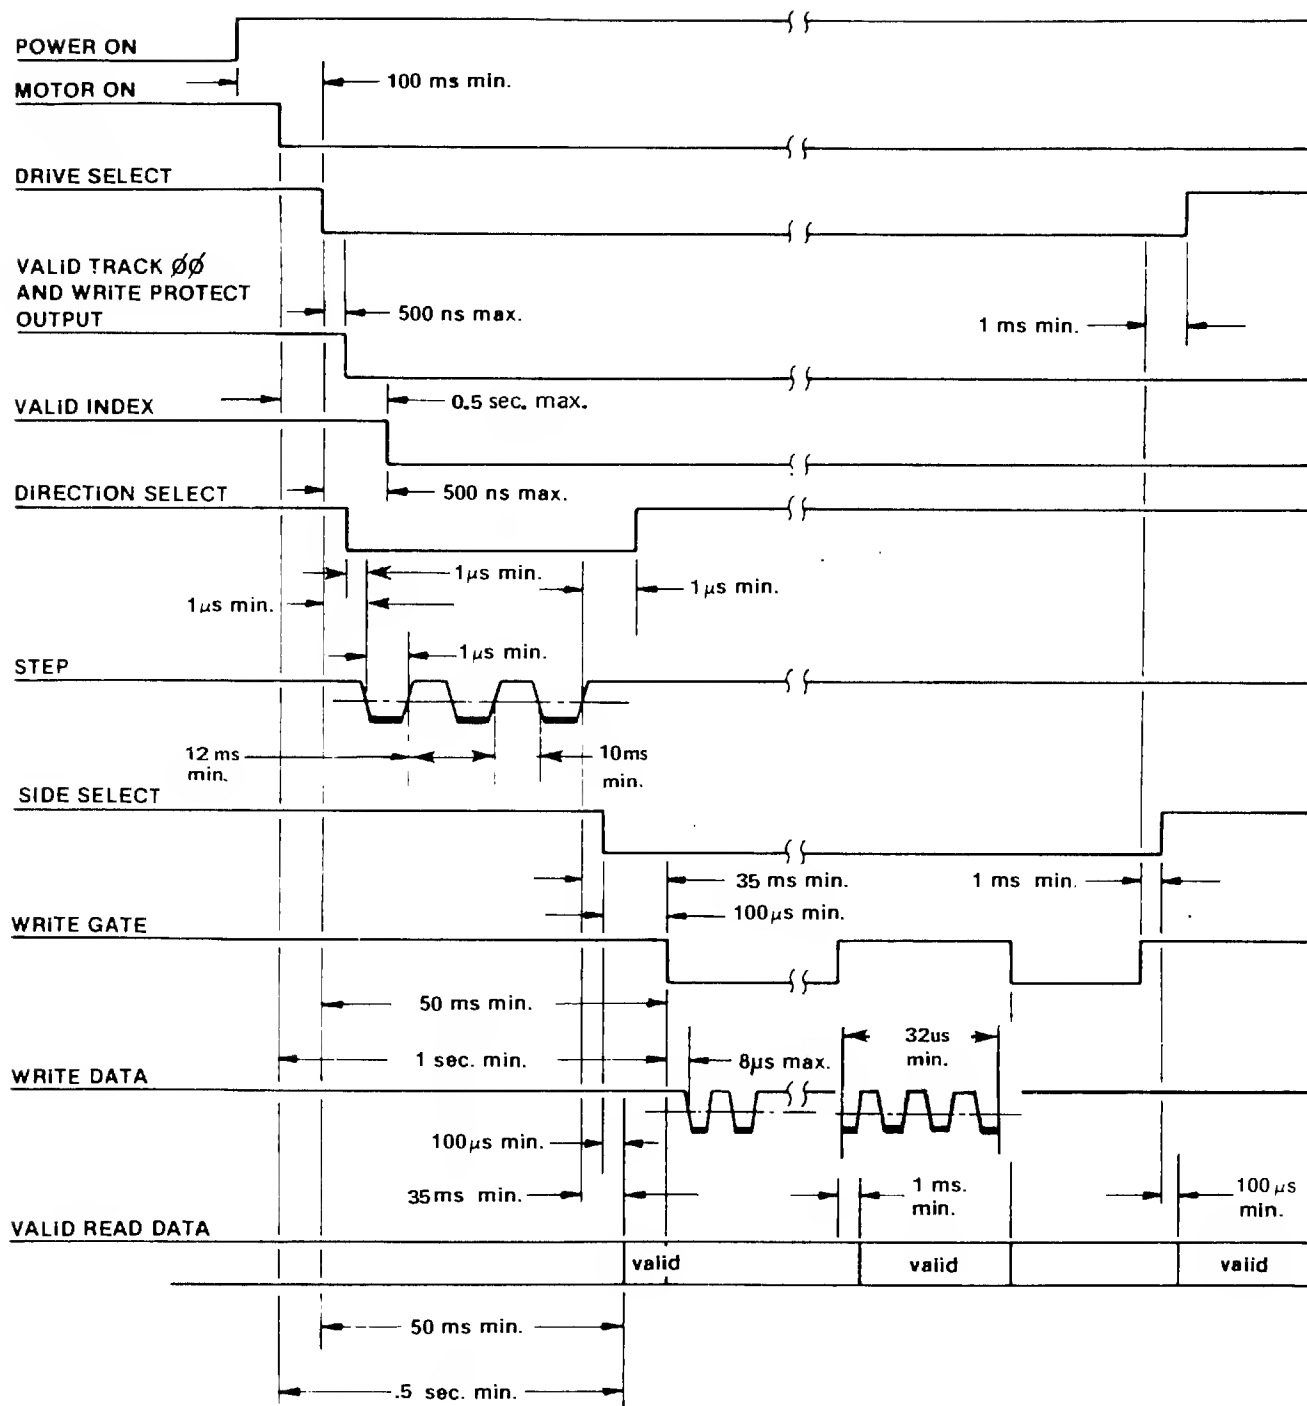 POWER ON
100 ms min.
MOTOR ON
DRIVE SELECT
VALID TRACK ØØ
AND WRITE PROTECT
OUTPUT
500 ns max.
1 ms min.
VALID INDEX
0.5 sec. max.
DIRECTION SELECT
500 ns max.
1µs min.
1µs min.
1µs min.
STEP
1µs min.
12 ms
min.
10ms
min.
SIDE SELECT
35 ms min.
1 ms min.
100µs min.
WRITE GATE
50 ms min.
1 sec. min.
8µs max.
32us
min.
WRITE DATA
100µs min.
35ms min.
1 ms.
min.
100 µs
min.
VALID READ DATA
valid
valid
valid
50 ms min.
.5 sec. min.